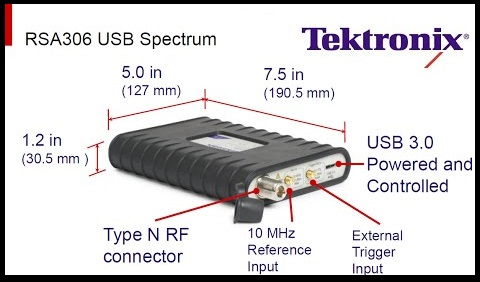 RSA306 USB Spectrum
Tektronix®
5.0 in
(127 mm)
7.5 in
(190.5 mm)
1.2 in
(30.5 mm )
USB 3.0
Powered and
Controlled
Type N RF
connector
10 MHz
Reference
Input
External
Trigger
Input